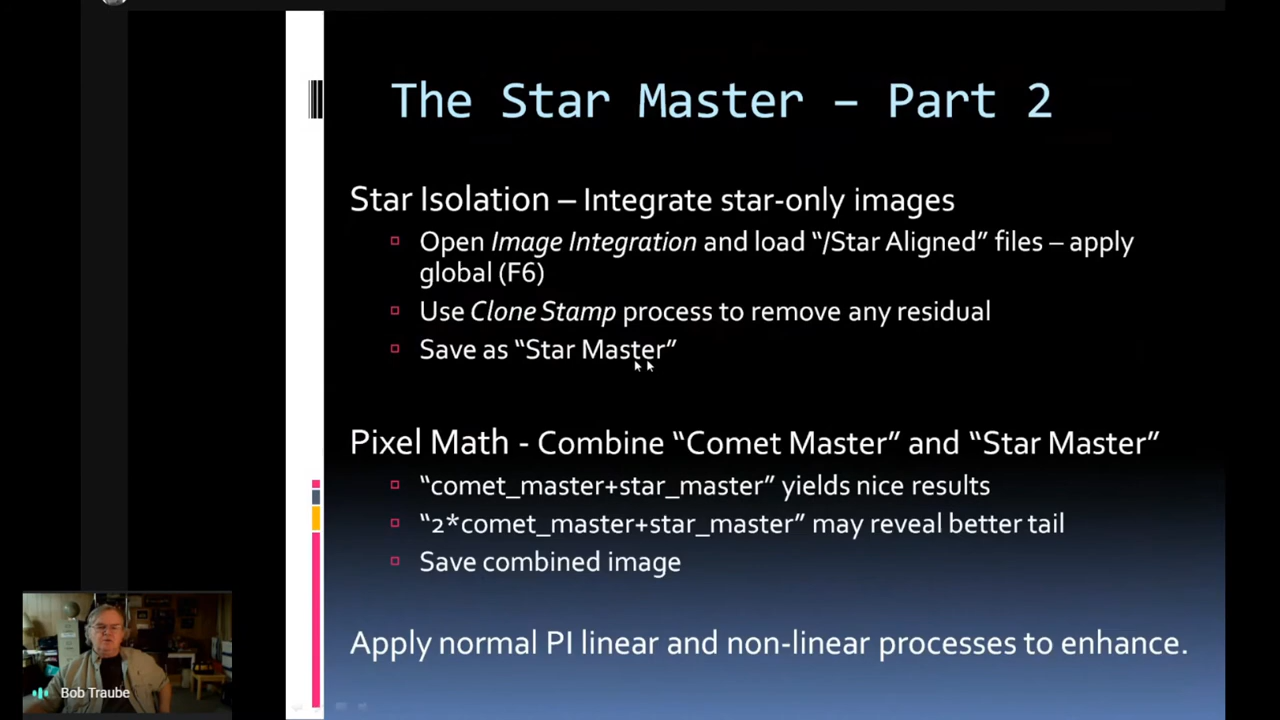 The Star Master – Part 2
Star Isolation – Integrate star-only images
Open Image Integration and load “/Star Aligned” files – apply
global (F6)
Use Clone Stamp process to remove any residual
Save as “Star Master”
Pixel Math - Combine “Comet Master” and “Star Master”
“comet_master+star_master” yields nice results
“2*comet_master+star_master” may reveal better tail
Save combined image
Apply normal PI linear and non-linear processes to enhance.
Bob Traube